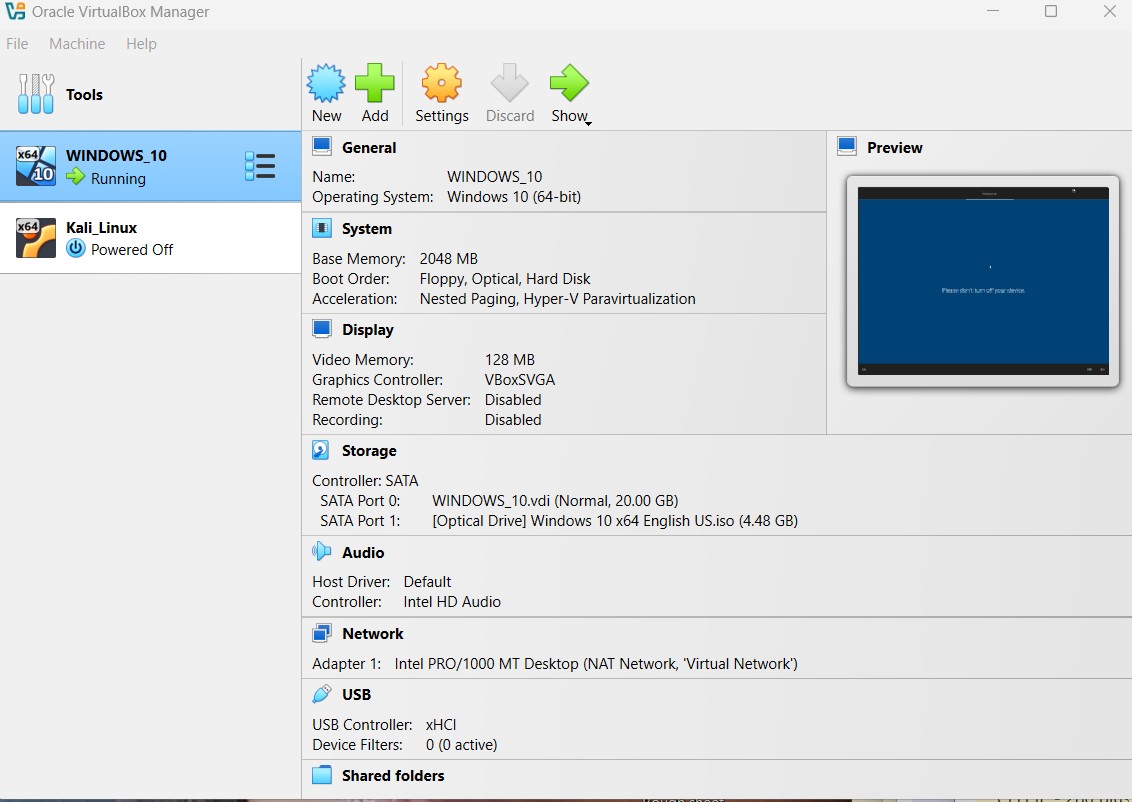 Oracle VirtualBox Manager
File Machine Help
Tools
New Add Settings Discard Show
x64 10 WINDOWS_10
Running
x64 Kali_Linux
Powered Off
General
Name: WINDOWS_10
Operating System: Windows 10 (64-bit)
System
Base Memory: 2048 MB
Boot Order: Floppy, Optical, Hard Disk
Acceleration: Nested Paging, Hyper-V Paravirtualization
Display
Video Memory: 128 MB
Graphics Controller: VBoxSVGA
Remote Desktop Server: Disabled
Recording: Disabled
Preview
Please don't turn off your device.
Storage
Controller: SATA
SATA Port 0: WINDOWS_10.vdi (Normal, 20.00 GB)
SATA Port 1: [Optical Drive] Windows 10 x64 English US.iso (4.48 GB)
Audio
Host Driver: Default
Controller: Intel HD Audio
Network
Adapter 1: Intel PRO/1000 MT Desktop (NAT Network, 'Virtual Network')
USB
USB Controller: xHCI
Device Filters: 0 (0 active)
Shared folders